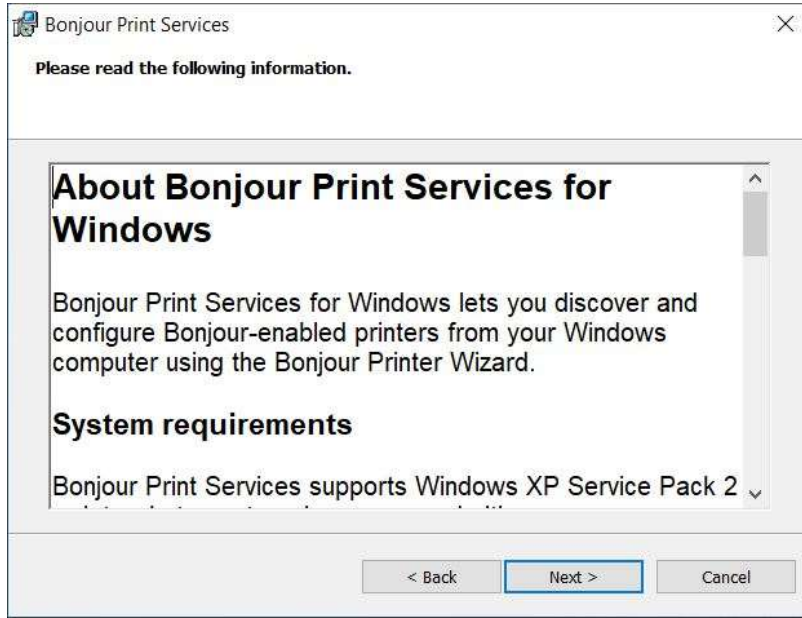 Bonjour Print Services
Please read the following information.
About Bonjour Print Services for
Windows
Bonjour Print Services for Windows lets you discover and
configure Bonjour-enabled printers from your Windows
computer using the Bonjour Printer Wizard.
System requirements
Bonjour Print Services supports Windows XP Service Pack 2
< Back
Next >
Cancel